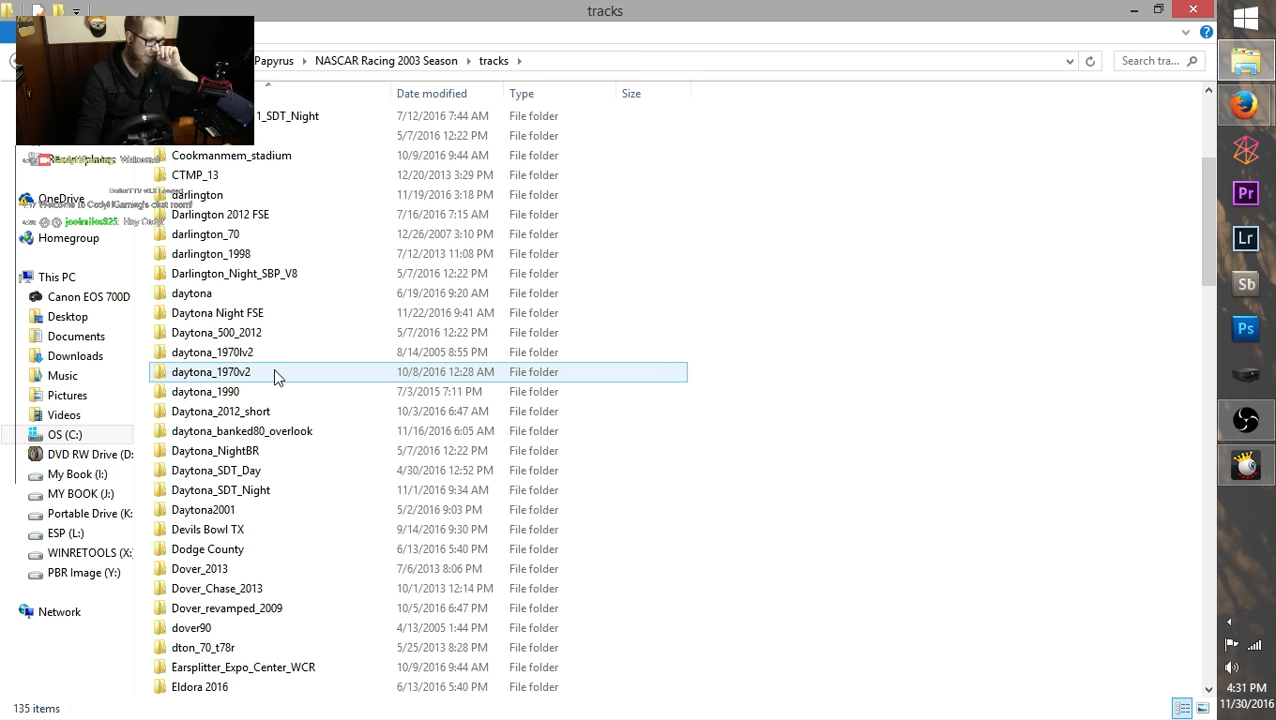 tracks
Papyrus
NASCAR Racing 2003 Season
tracks
Search tra...
Date modified
Type
Size
1_SDT_Night
7/12/2016 7:44 AM
File folder
5/7/2016 12:22 PM
File folder
Cookmanmem_stadium
10/9/2016 9:44 AM
File folder
CTMP_13
12/20/2013 3:29 PM
File folder
darlington
11/19/2016 3:18 PM
File folder
Darlington 2012 FSE
7/16/2016 7:15 AM
File folder
darlington_70
12/26/2007 3:10 PM
File folder
darlington_1998
7/12/2013 11:08 PM
File folder
Darlington_Night_SBP_V8
5/7/2016 12:22 PM
File folder
daytona
6/19/2016 9:20 AM
File folder
Daytona Night FSE
11/22/2016 9:41 AM
File folder
Daytona_500_2012
5/7/2016 12:22 PM
File folder
daytona_1970lv2
8/14/2005 8:55 PM
File folder
daytona_1970v2
10/8/2016 12:28 AM
File folder
daytona_1990
7/3/2015 7:11 PM
File folder
Daytona_2012_short
10/3/2016 6:47 AM
File folder
daytona_banked80_overlook
11/16/2016 6:05 AM
File folder
Daytona_NightBR
5/7/2016 12:22 PM
File folder
Daytona_SDT_Day
4/30/2016 12:52 PM
File folder
Daytona_SDT_Night
11/1/2016 9:34 AM
File folder
Daytona2001
5/2/2016 9:03 PM
File folder
Devils Bowl TX
9/14/2016 9:30 PM
File folder
Dodge County
6/13/2016 5:40 PM
File folder
Dover_2013
7/6/2013 8:06 PM
File folder
Dover_Chase_2013
10/1/2013 12:14 PM
File folder
Dover_revamped_2009
10/5/2016 6:47 PM
File folder
dover90
4/13/2005 1:44 PM
File folder
dton_70_t78r
5/25/2013 8:28 PM
File folder
Earsplitter_Expo_Center_WCR
10/9/2016 9:44 AM
File folder
Eldora 2016
6/13/2016 5:40 PM
File folder
Welcome
OneDrive
chat room!
Hey Cody
Homegroup
This PC
Canon EOS 700D
Desktop
Documents
Downloads
Music
Pictures
Videos
OS (C:)
DVD RW Drive (D:
My Book (I:)
MY BOOK (J:)
Portable Drive (K:
ESP (L:)
WINRETOOLS (X:)
PBR Image (Y:)
Network
135 items
Pr
Lr
Sb
Ps
4:31 PM
11/30/2016